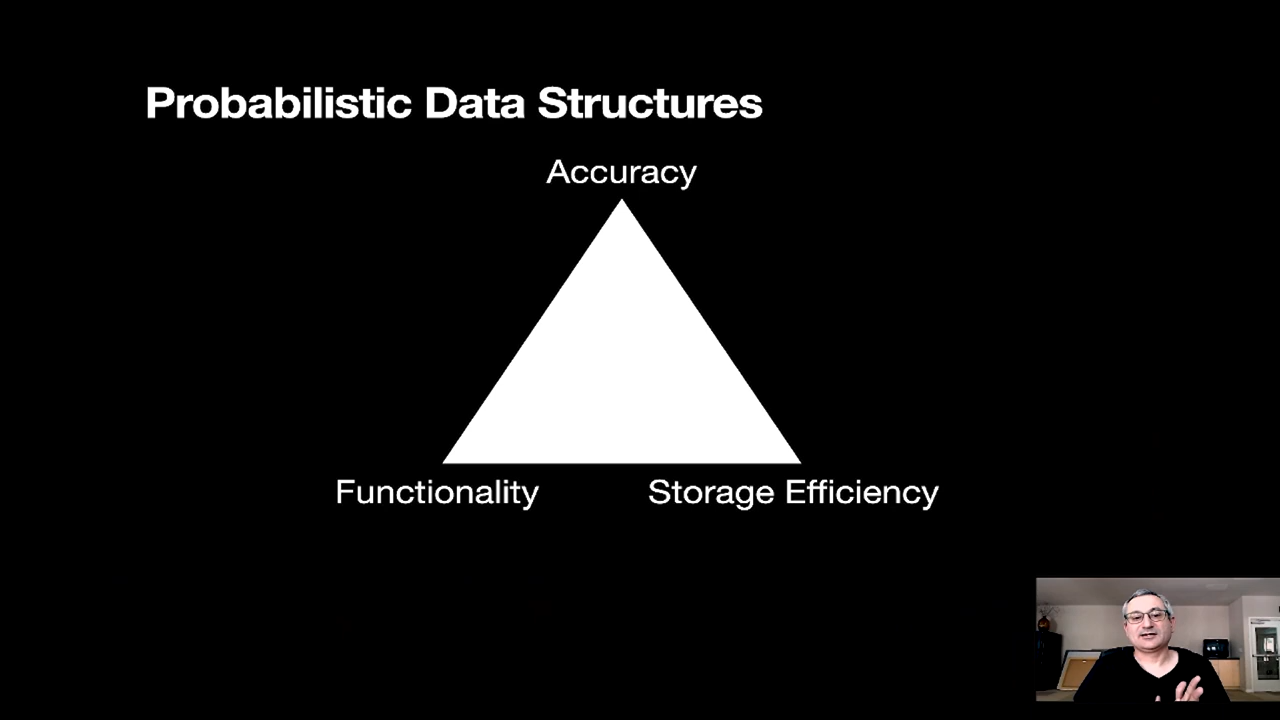 Probabilistic Data Structures
Accuracy
Functionality
Storage Efficiency